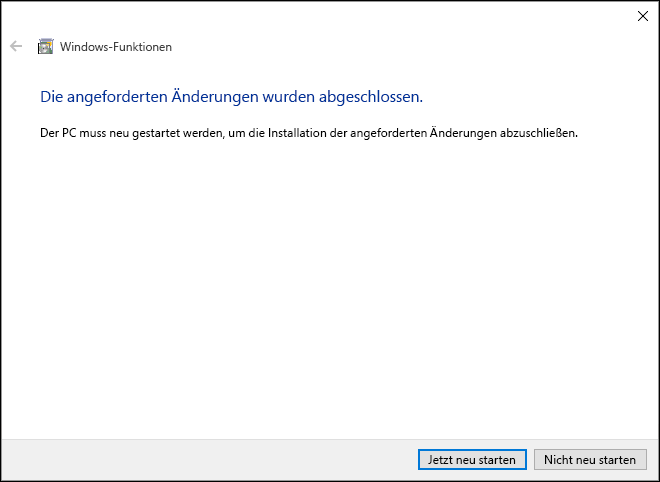 Windows-Funktionen
Die angeforderten Änderungen wurden abgeschlossen.
Der PC muss neu gestartet werden, um die Installation der angeforderten Änderungen abzuschließen.
Jetzt neu starten
Nicht neu starten